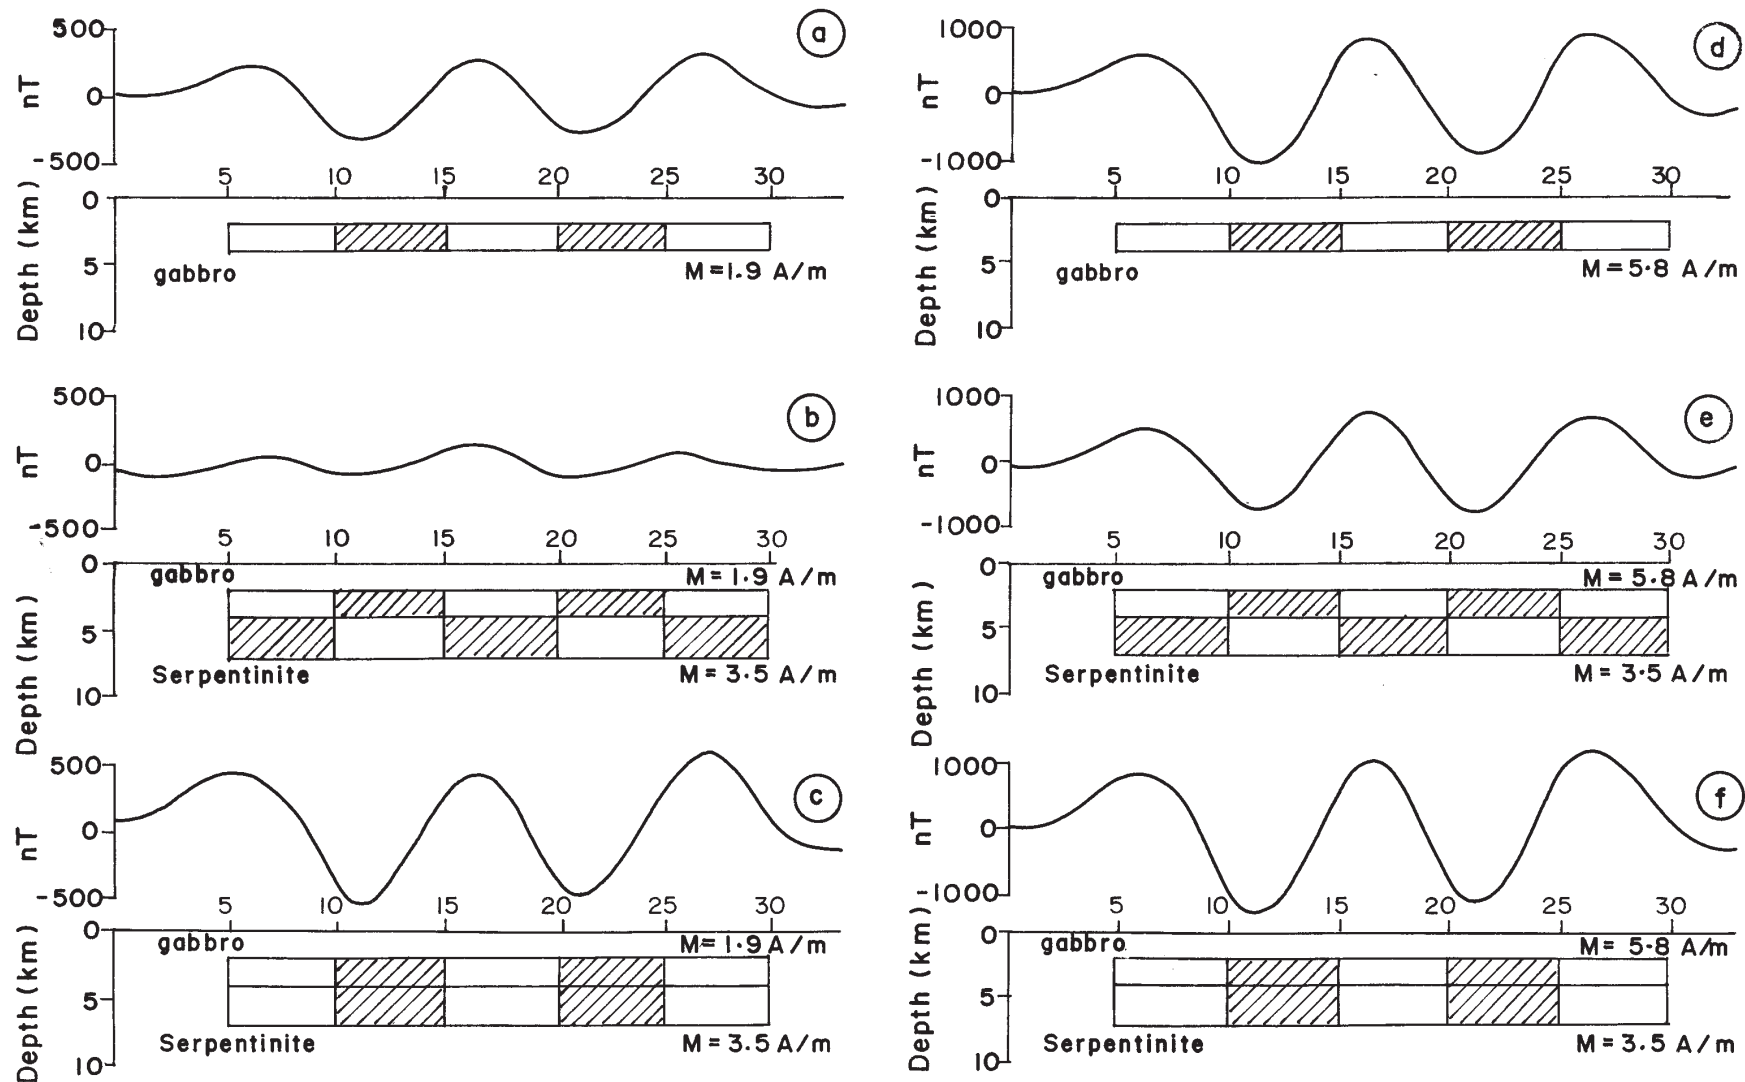 500
0
-500
nT
a
5 10 15 20 25 30
0
5
10
Depth (km)
gabbro
M = 1.9 A/m
500
0
-500
nT
b
5 10 15 20 25 30
0
5
10
Depth (km)
gabbro
M = 1.9 A/m
Serpentinite
M = 3.5 A/m
500
0
-500
nT
c
5 10 15 20 25 30
0
5
10
Depth (km)
gabbro
M = 1.9 A/m
Serpentinite
M = 3.5 A/m
1000
0
-1000
nT
d
5 10 15 20 25 30
0
5
10
Depth (km)
gabbro
M = 5.8 A/m
1000
0
-1000
nT
e
5 10 15 20 25 30
0
5
10
Depth (km)
gabbro
M = 5.8 A/m
Serpentinite
M = 3.5 A/m
1000
0
-1000
nT
f
5 10 15 20 25 30
0
5
10
Depth (km)
gabbro
M = 5.8 A/m
Serpentinite
M = 3.5 A/m